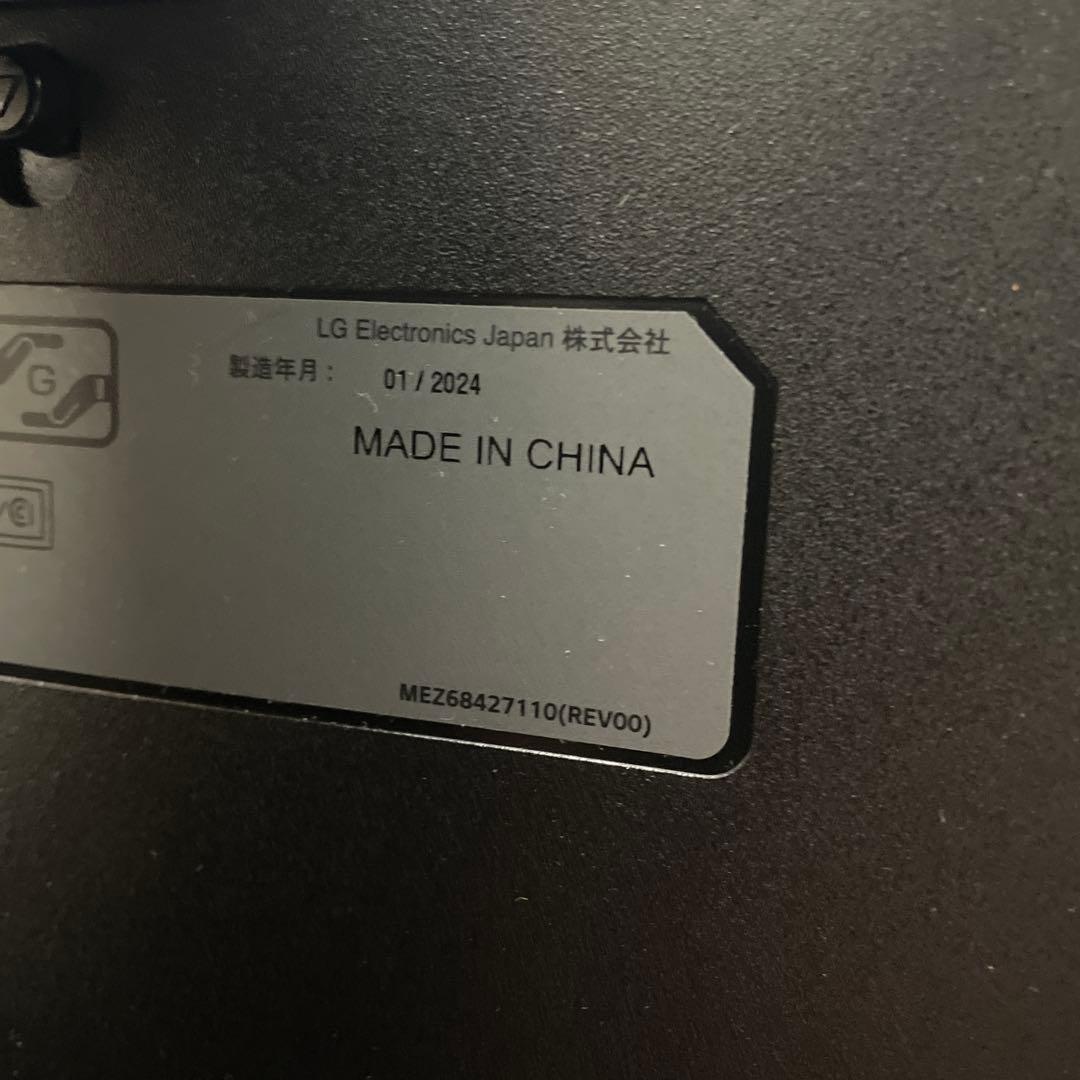 LG Electronics Japan 株式会社
製造年月： 01 / 2024
G
MADE IN CHINA
MEZ68427110(REV00)